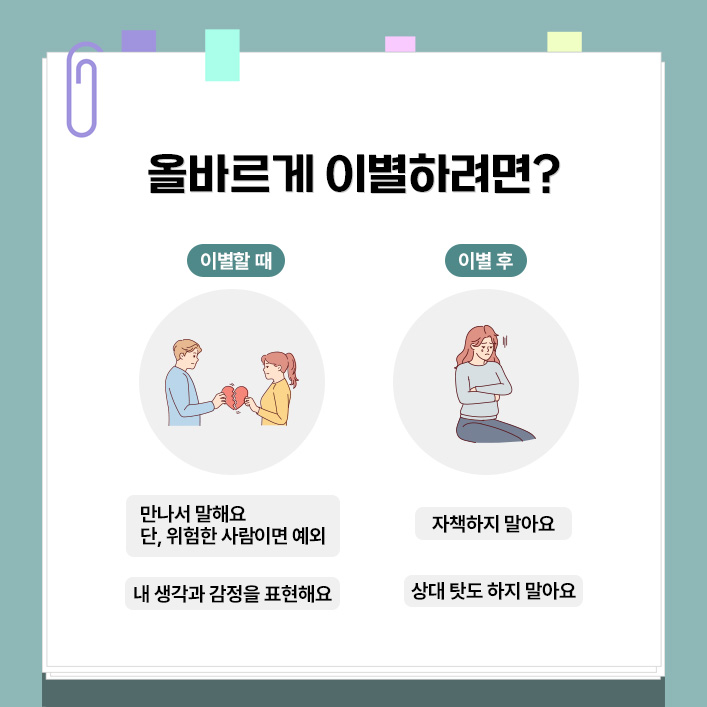 올바르게 이별하려면?
이별할 때
만나서 말해요
단, 위험한 사람이면 예외
내 생각과 감정을 표현해요
이별 후
자책하지 말아요
상대 탓도 하지 말아요